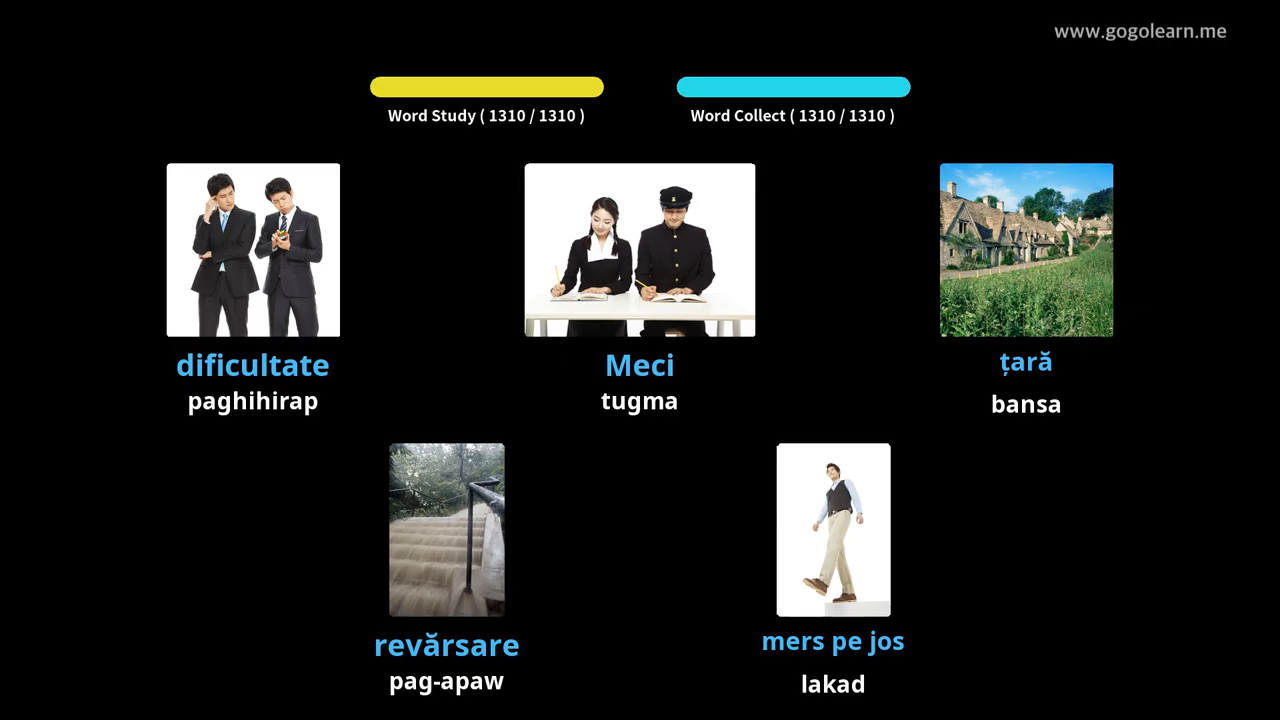 www.gogolearn.me
Word Study ( 1310 / 1310 )
Word Collect ( 1310 / 1310 )
dificultate
paghihirap
Meci
tugma
țară
bansa
revărsare
pag-apaw
mers pe jos
lakad